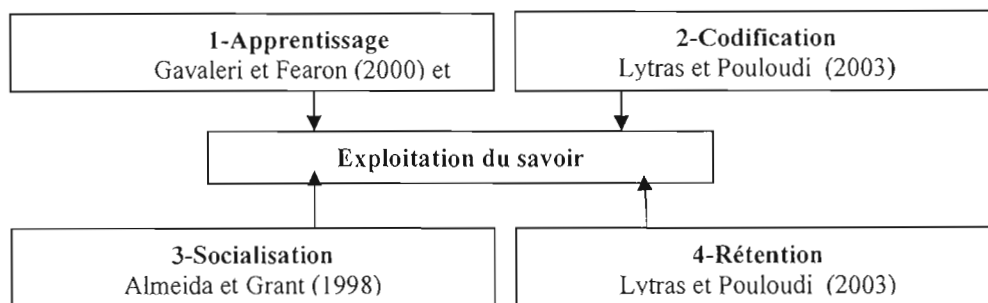 1-Apprentissage
Gavaleri et Fearon (2000) et
2-Codification
Lytras et Pouloudi (2003)
Exploitation du savoir
3-Socialisation
Almeida et Grant (1998)
4-Rétention
Lytras et Pouloudi (2003)